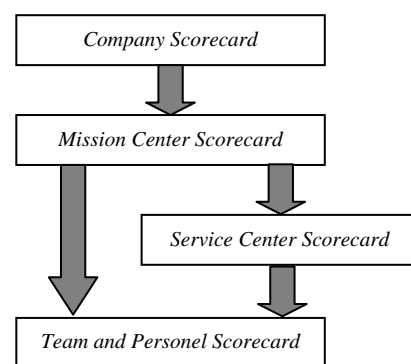 Company Scorecard
Mission Center Scorecard
Service Center Scorecard
Team and Personel Scorecard